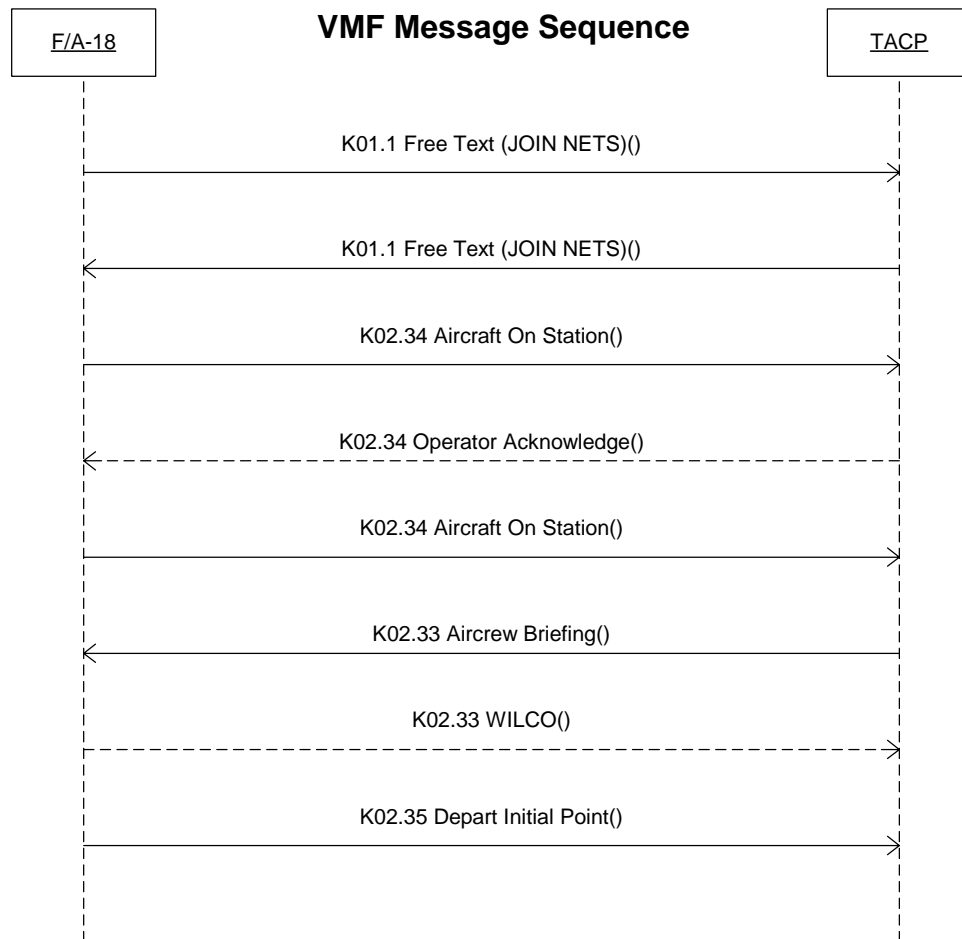 VMF Message Sequence
F/A-18
TACP
K01.1 Free Text (JOIN NETS)()
K01.1 Free Text (JOIN NETS)()
K02.34 Aircraft On Station()
K02.34 Operator Acknowledge()
K02.34 Aircraft On Station()
K02.33 Aircrew Briefing()
K02.33 WILCO()
K02.35 Depart Initial Point()